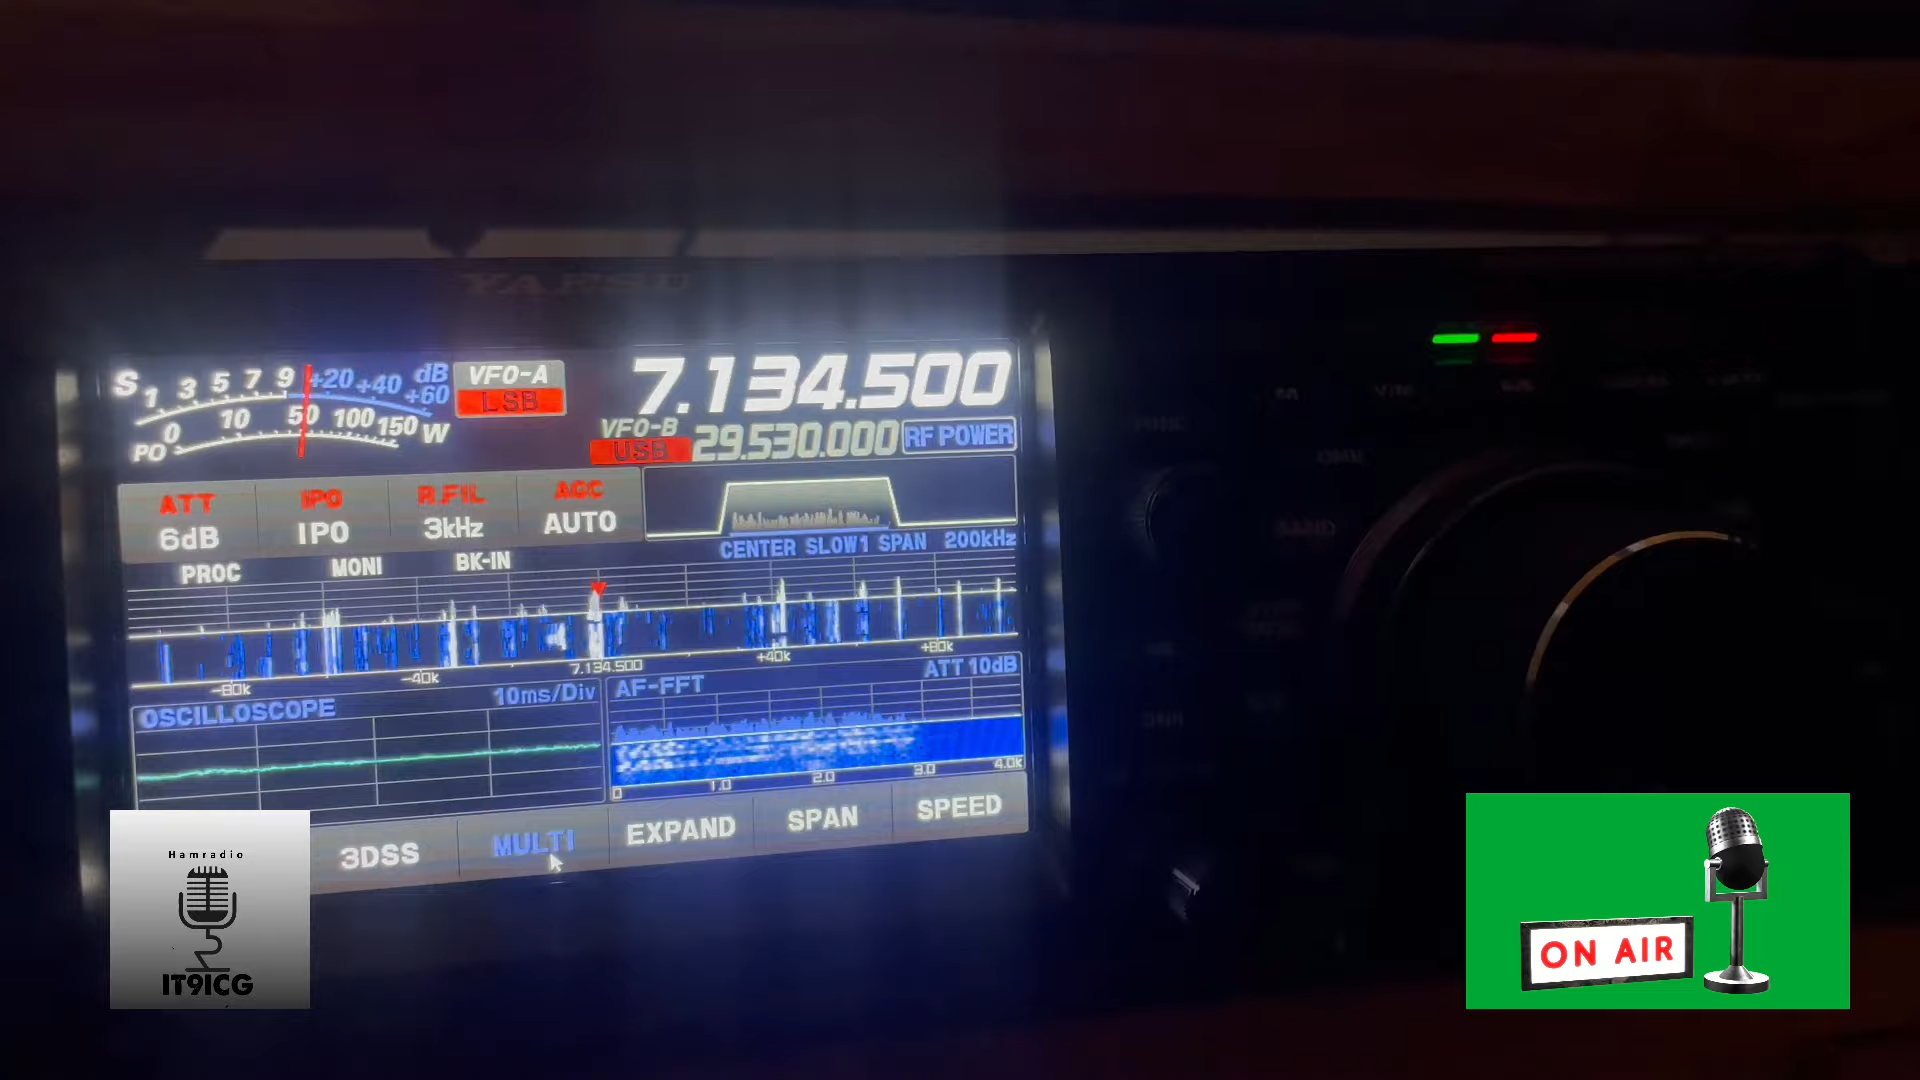 YAESU
S 1 3 5 7 9 +20 +40 +60 dB
PO 0 10 50 100 150 W
VFO-A
LSB
7.134.500
VFO-B
USB
29.530.000
RF POWER
ATT
6dB
IPO
IPO
R.FIL
3kHz
AGC
AUTO
PROC
MONI
BK-IN
CENTER SLOW1 SPAN 200kHz
-80k
-40k
7.134.500
+40k
+80k
OSCILLOSCOPE
10ms/Div
AF-FFT
ATT 10dB
0 1.0 2.0 3.0 4.0k
3DSS
MULTI
EXPAND
SPAN
SPEED
Hamradio
IT9ICG
ON AIR